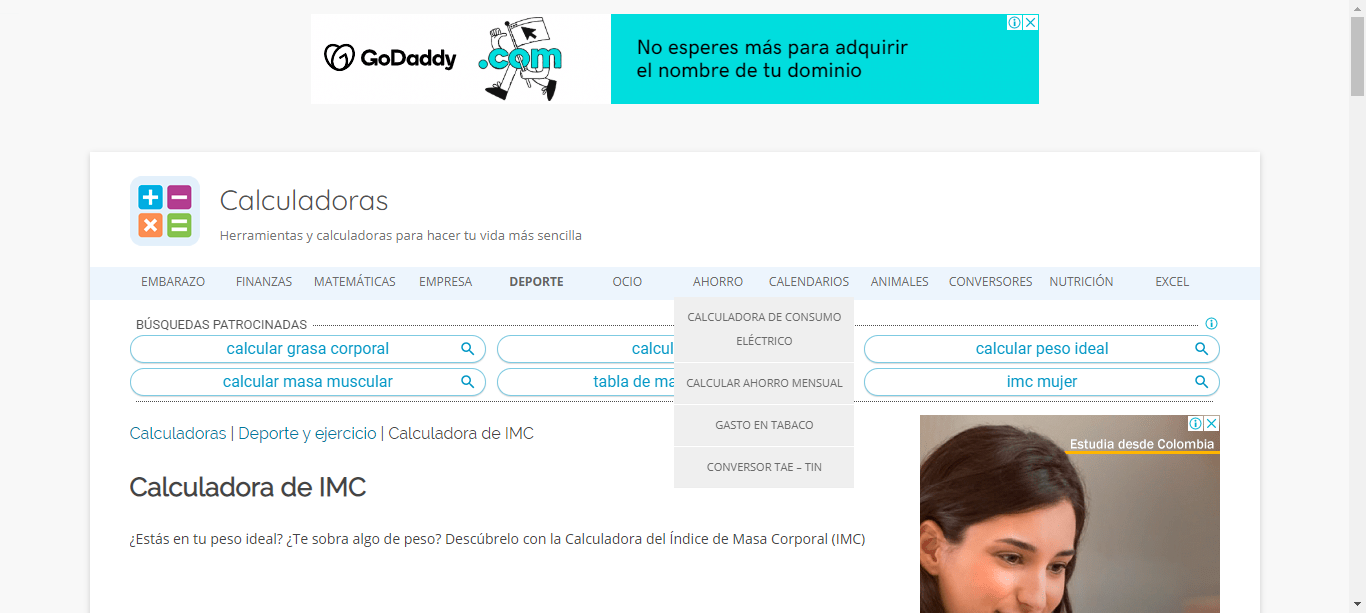 GoDaddy
.com
No esperes más para adquirir
el nombre de tu dominio
Calculadoras
Herramientas y calculadoras para hacer tu vida más sencilla
EMBARAZO FINANZAS MATEMÁTICAS EMPRESA DEPORTE OCIO AHORRO CALENDARIOS ANIMALES CONVERSORES NUTRICIÓN EXCEL
CALCULADORA DE CONSUMO
ELÉCTRICO
CALCULAR AHORRO MENSUAL
GASTO EN TABACO
CONVERSOR TAE – TIN
BÚSQUEDAS PATROCINADAS
calcular grasa corporal
calcular peso ideal
calcular masa muscular
tabla de
imc mujer
Calculadoras | Deporte y ejercicio | Calculadora de IMC
Estudia desde Colombia
Calculadora de IMC
¿Estás en tu peso ideal? ¿Te sobra algo de peso? Descúbrelo con la Calculadora del Índice de Masa Corporal (IMC)